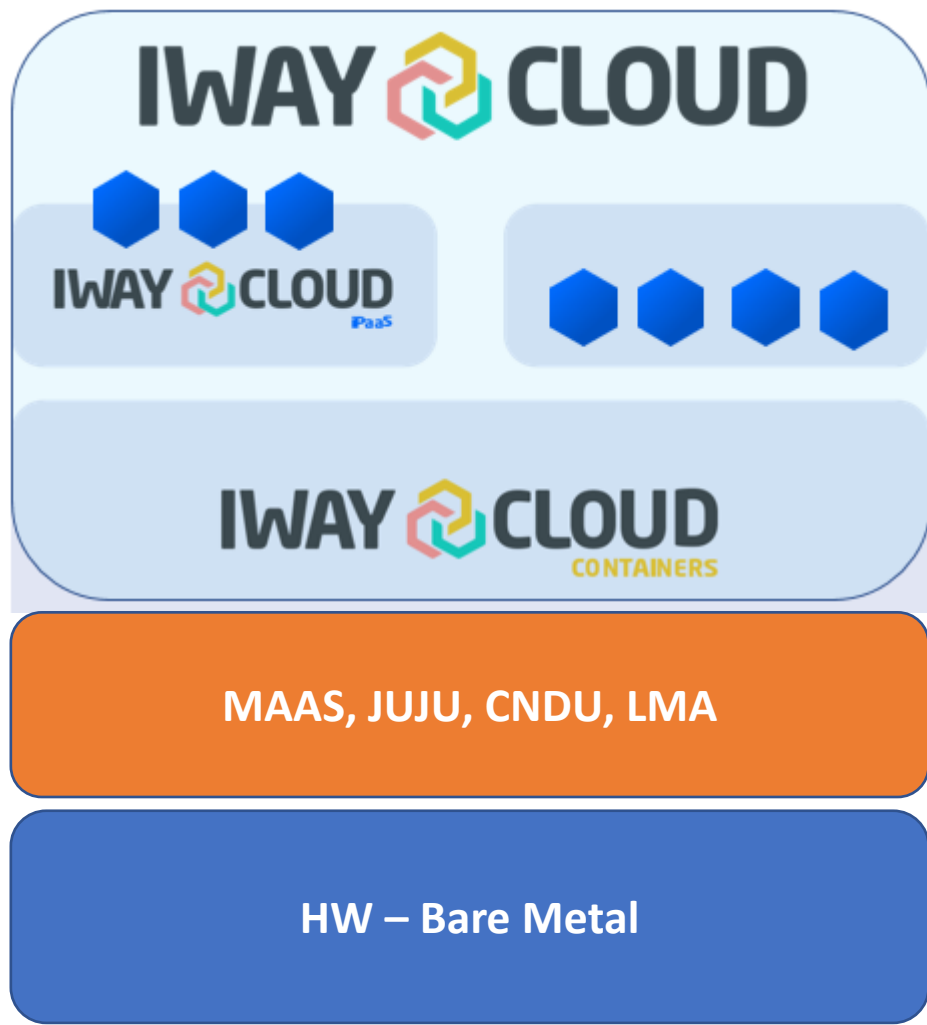 IWAY CLOUD
IWAY CLOUD
iPaaS
IWAY CLOUD
CONTAINERS
MAAS, JUJU, CNDU, LMA
HW – Bare Metal